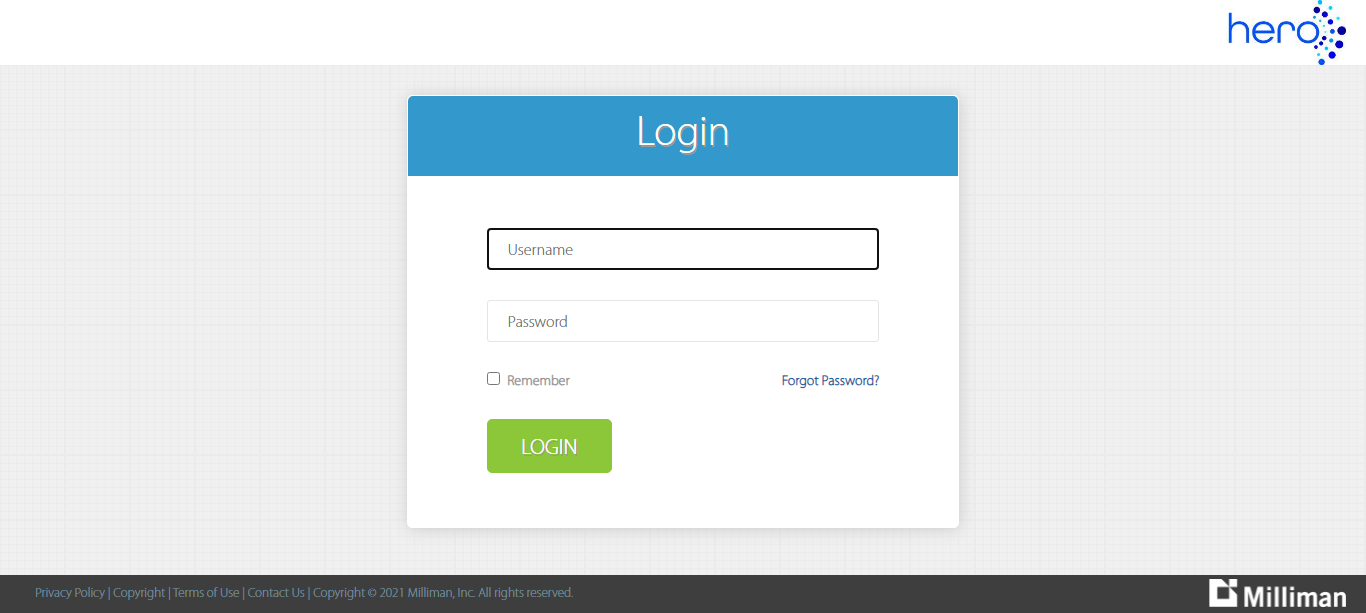 hero
Login
Username
Password
Remember Forgot Password?
LOGIN
Privacy Policy | Copyright | Terms of Use | Contact Us | Copyright © 2021 Milliman, Inc. All rights reserved.
Milliman